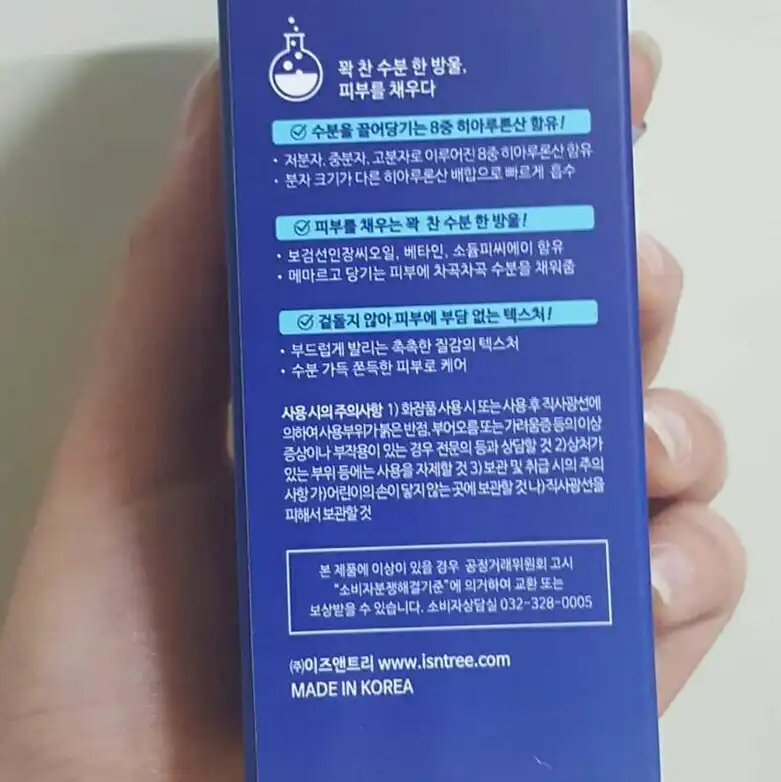 꽉 찬 수분 한 방울,
피부를 채우다
수분을 끌어당기는 8중 히아루론산 함유!
· 저분자, 중분자, 고분자로 이루어진 8중 히아루론산 함유
· 분자 크기가 다른 히아루론산 배합으로 빠르게 흡수
피부를 채우는 꽉 찬 수분 한 방울!
· 보검선인장씨오일, 베타인, 소듐피씨에이 함유
· 메마르고 당기는 피부에 차곡차곡 수분을 채워줌
겉돌지 않아 피부에 부담 없는 텍스처!
· 부드럽게 발리는 촉촉한 질감의 텍스처
· 수분 가득 쫀득한 피부로 케어
사용 시의 주의사항 1) 화장품 사용 시 또는 사용 후 직사광선에
의하여 사용부위가 붉은 반점, 부어오름 또는 가려움증 등의 이상
증상이나 부작용이 있는 경우 전문의 등과 상담할 것 2)상처가
있는 부위 등에는 사용을 자제할 것 3)보관 및 취급 시의 주의
사항 가)어린이의 손이 닿지 않는 곳에 보관할 것 나)직사광선을
피해서 보관할 것
본 제품에 이상이 있을 경우 공정거래위원회 고시
"소비자분쟁해결기준"에 의거하여 교환 또는
보상받을 수 있습니다. 소비자상담실 032-328-0005
㈜이즈앤트리 www.isntree.com
MADE IN KOREA